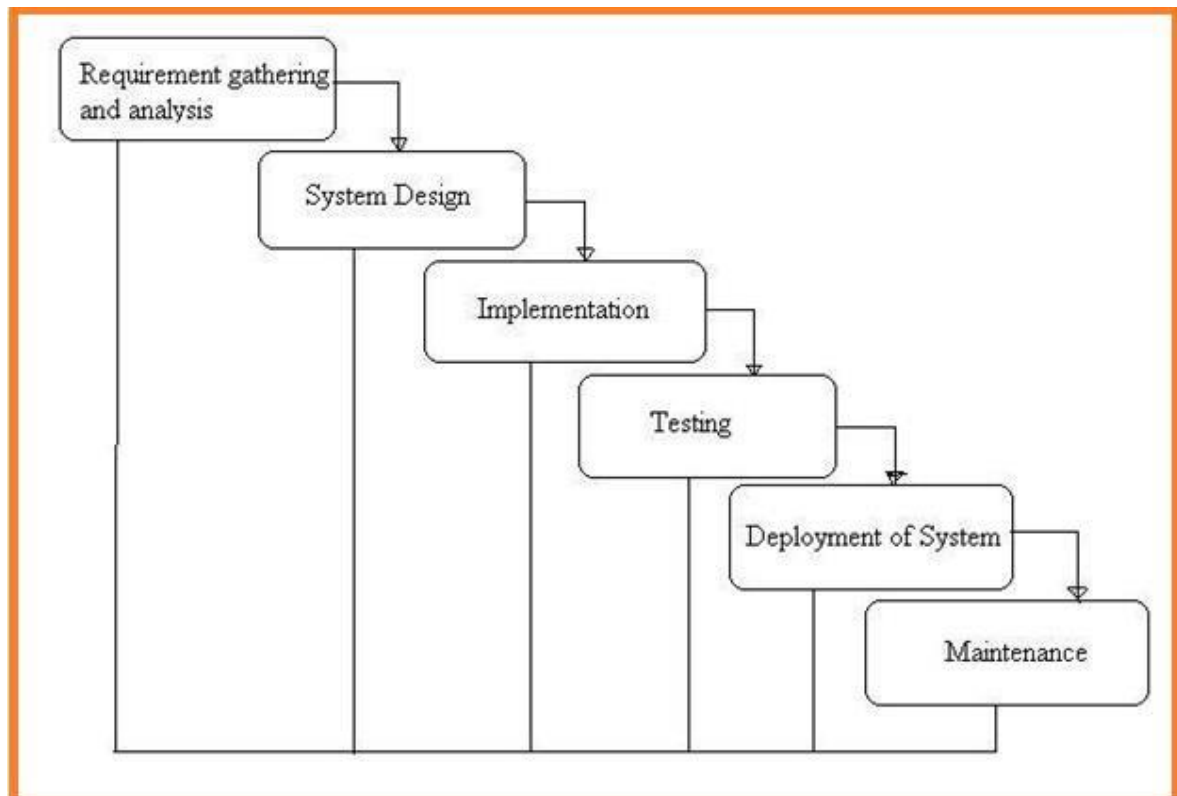 Requirement gathering
and analysis
System Design
Implementation
Testing
Deployment of System
Maintenance